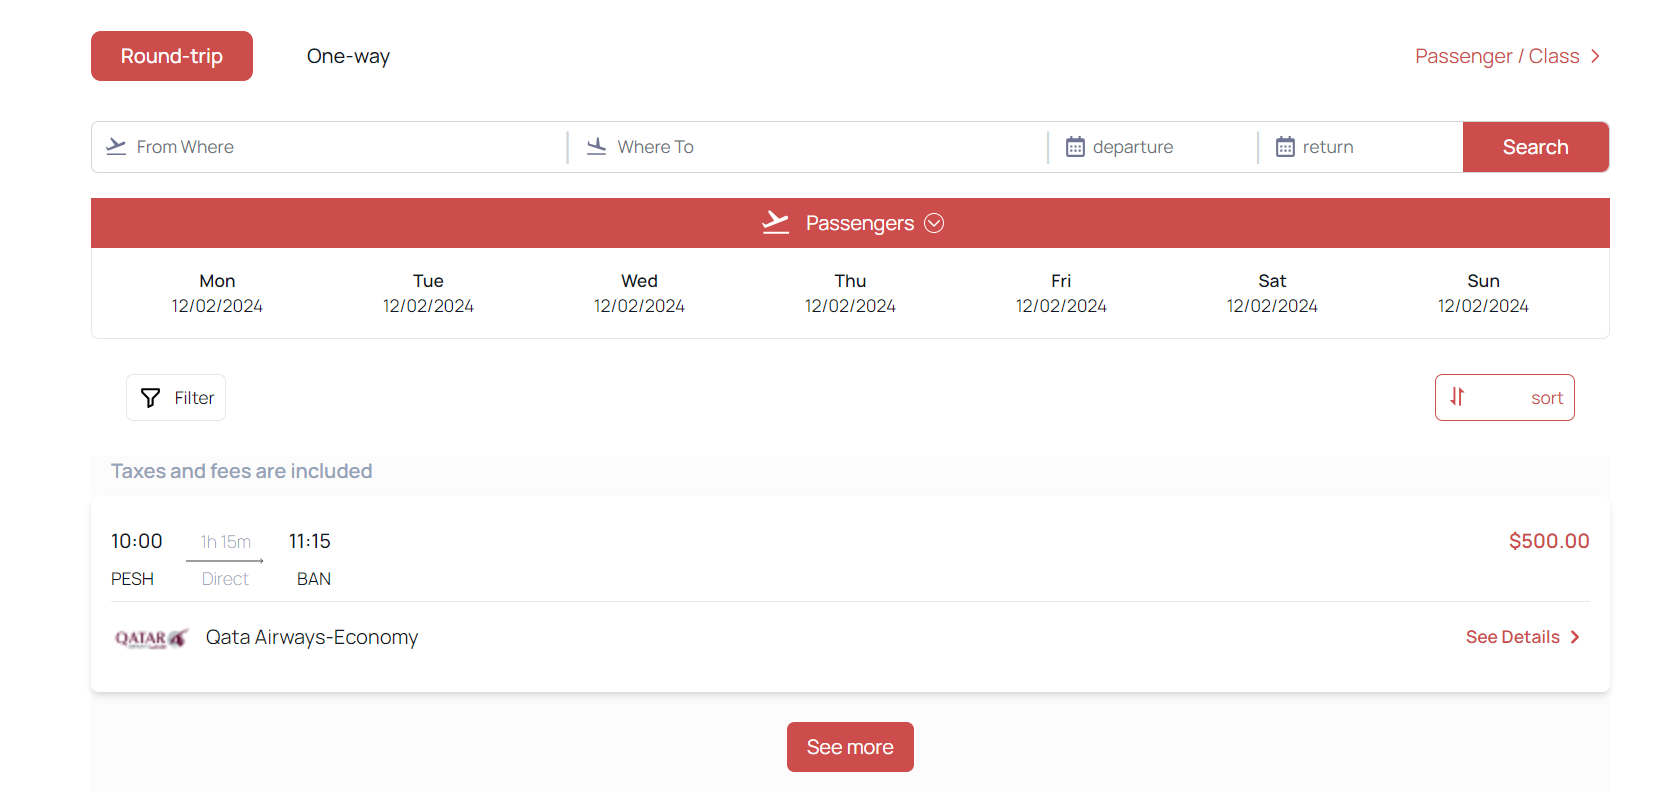 Round-trip
One-way
Passenger / Class
From Where
Where To
departure
return
Search
Passengers
Mon Tue Wed Thu Fri Sat Sun
12/02/2024 12/02/2024 12/02/2024 12/02/2024 12/02/2024 12/02/2024 12/02/2024
Filter
sort
Taxes and fees are included
10:00 1h 15m 11:15
$500.00
PESH Direct BAN
QATAR
Qata Airways-Economy
See Details
See more